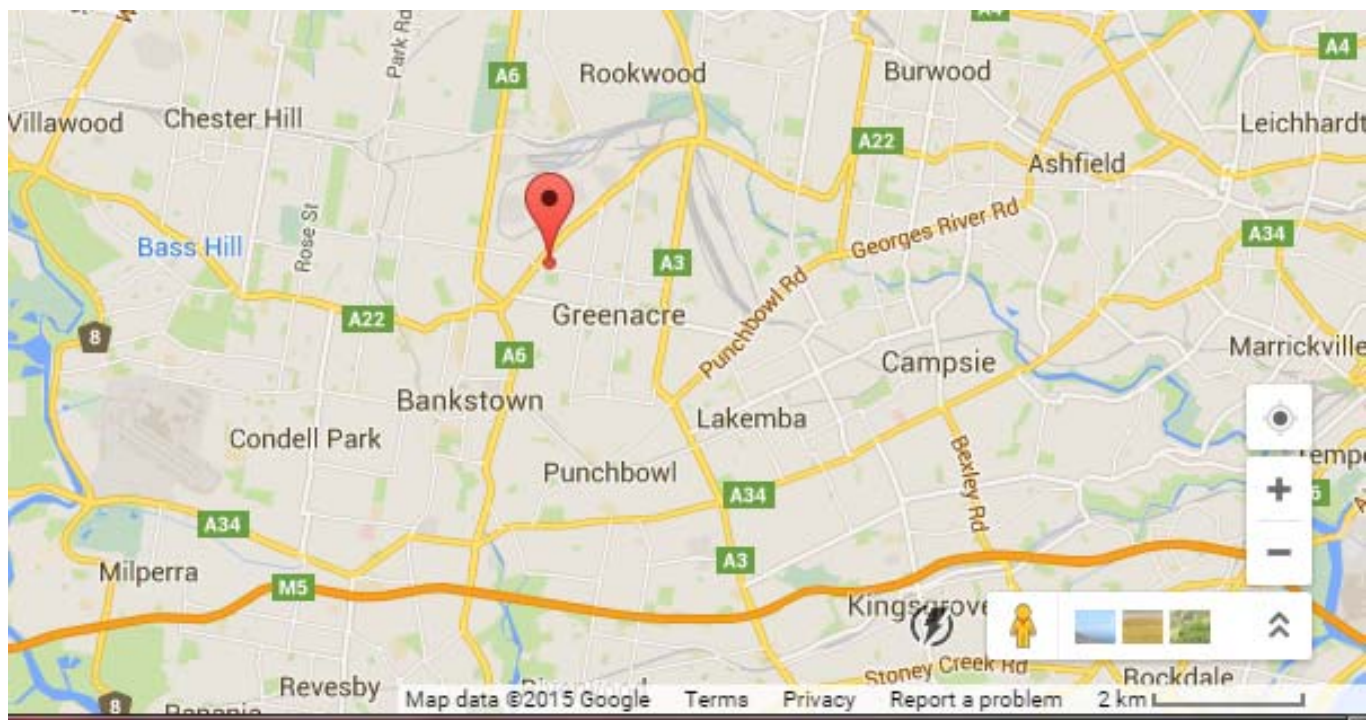 A4
A6
Rookwood
Burwood
A4
Park Rd
Villawood
Chester Hill
Leichhardt
A22
Ashfield
Rose St
Georges River Rd
Bass Hill
A3
A34
Punchbowl Rd
A22
Greenacre
8
A6
Campsie
Marrickville
Bankstown
Lakemba
Condell Park
Bexley Rd
Punchbowl
A34
A34
A3
Milperra
M5
Kingsgrove
Stoney Creek Rd
Revesby
Rockdale
8
Map data ©2015 Google Terms Privacy Report a problem 2 km